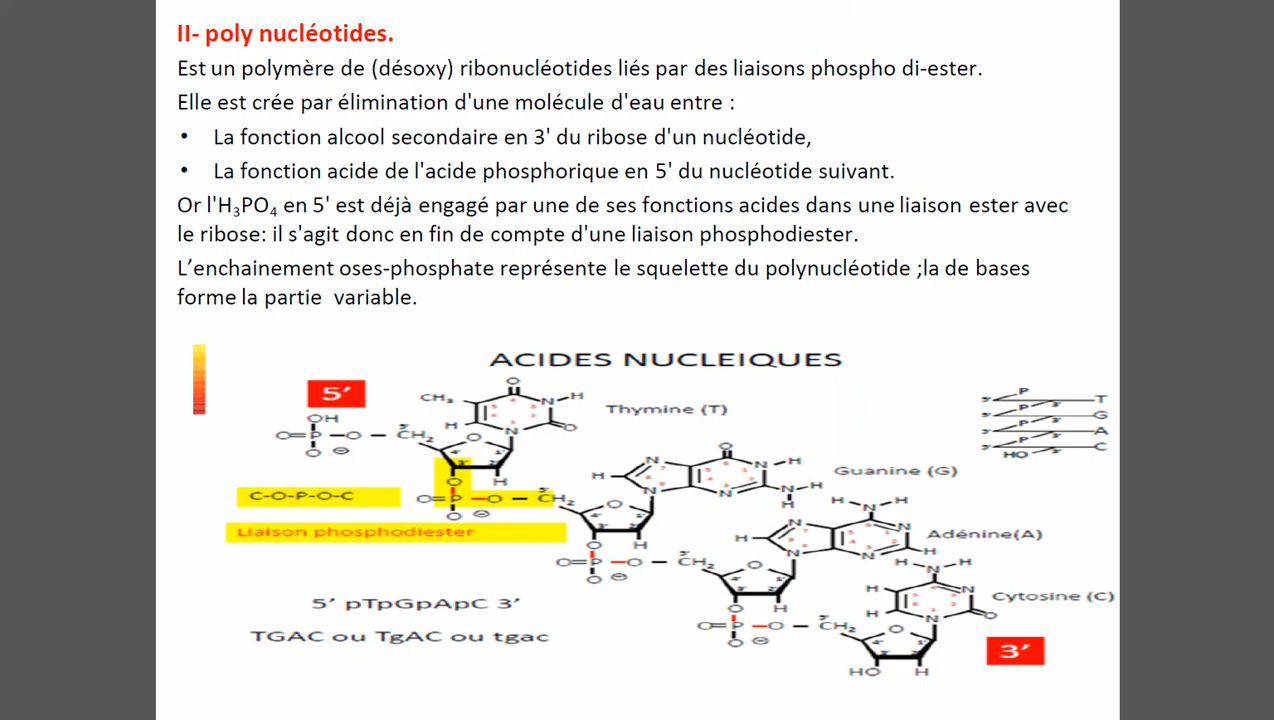 II- poly nucléotides.
Est un polymère de (désoxy) ribonucléotides liés par des liaisons phospho di-ester.
Elle est crée par élimination d'une molécule d'eau entre :
• La fonction alcool secondaire en 3' du ribose d'un nucléotide,
• La fonction acide de l'acide phosphorique en 5' du nucléotide suivant.
Or l'H₃PO₄ en 5' est déjà engagé par une de ses fonctions acides dans une liaison ester avec
le ribose: il s'agit donc en fin de compte d'une liaison phosphodiester.
L'enchainement oses-phosphate représente le squelette du polynucléotide ;la de bases
forme la partie variable.
ACIDES NUCLEIQUES
5'
Thymine (T)
Guanine (G)
Adénine(A)
Cytosine (C)
C-O-P-O-C
Liaison phosphodiester
5' pTpGpApC 3'
TGAC ou TgAC ou tgac
3'